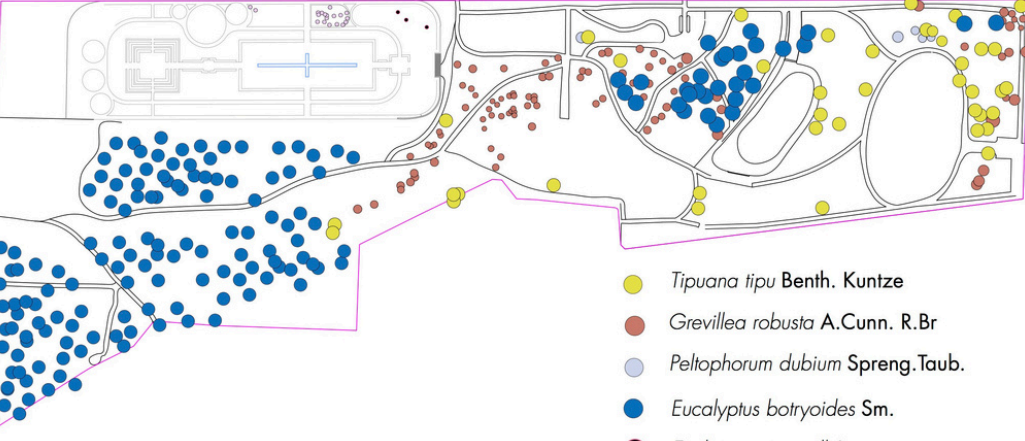 Tipuana tipu Benth. Kuntze
Grevillea robusta A.Cunn. R.Br
Peltophorum dubium Spreng.Taub.
Eucalyptus botryoides Sm.